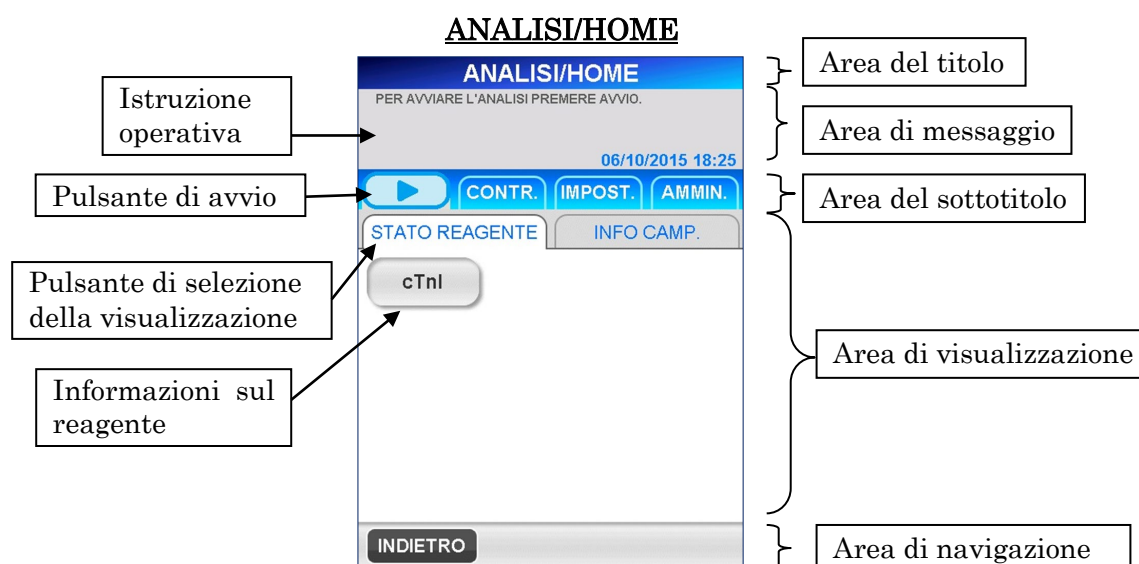 ANALISI/HOME
Istruzione
operativa
Pulsante di avvio
Pulsante di selezione
della visualizzazione
Informazioni sul
reagente
ANALISI/HOME
PER AVVIARE L'ANALISI PREMERE AVVIO.
06/10/2015 18:25
CONTR. IMPOST. AMMIN.
STATO REAGENTE INFO CAMP.
cTnI
INDIETRO
Area del titolo
Area di messaggio
Area del sottotitolo
Area di visualizzazione
Area di navigazione